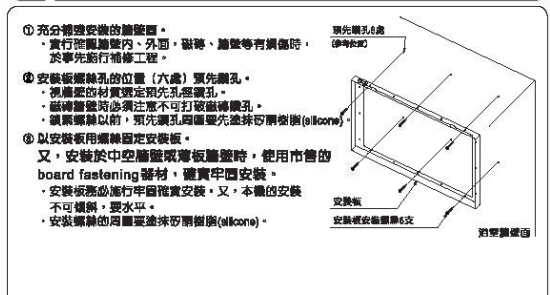 ① 充分補強安裝的牆壁面。
・實行確認牆壁內、外面，磁磚、牆壁等有損傷時，
於事先施行補修工程。
② 安裝板螺絲孔的位置（六處）預先鑽孔。
・視牆壁的材質選定預先孔徑鑽孔。
・磁磚牆壁時必須注意不可打破磁磚鑽孔。
・鎖緊螺絲以前，預先鑽孔周圍要先塗抹矽酮樹脂(silicone)。
③ 以安裝板用螺絲固定安裝板。
又，安裝於中空牆壁或薄板牆壁時，使用市售的
board fastening器材，確實牢固安裝。
・安裝板務必施行牢固確實安裝。又，本機的安裝
不可傾斜，要水平。
・安裝螺絲的周圍要塗抹矽酮樹脂(silicone)。
預先鑽孔6處
(參考位置)
安裝板
安裝板安裝螺絲6支
浴室牆壁面